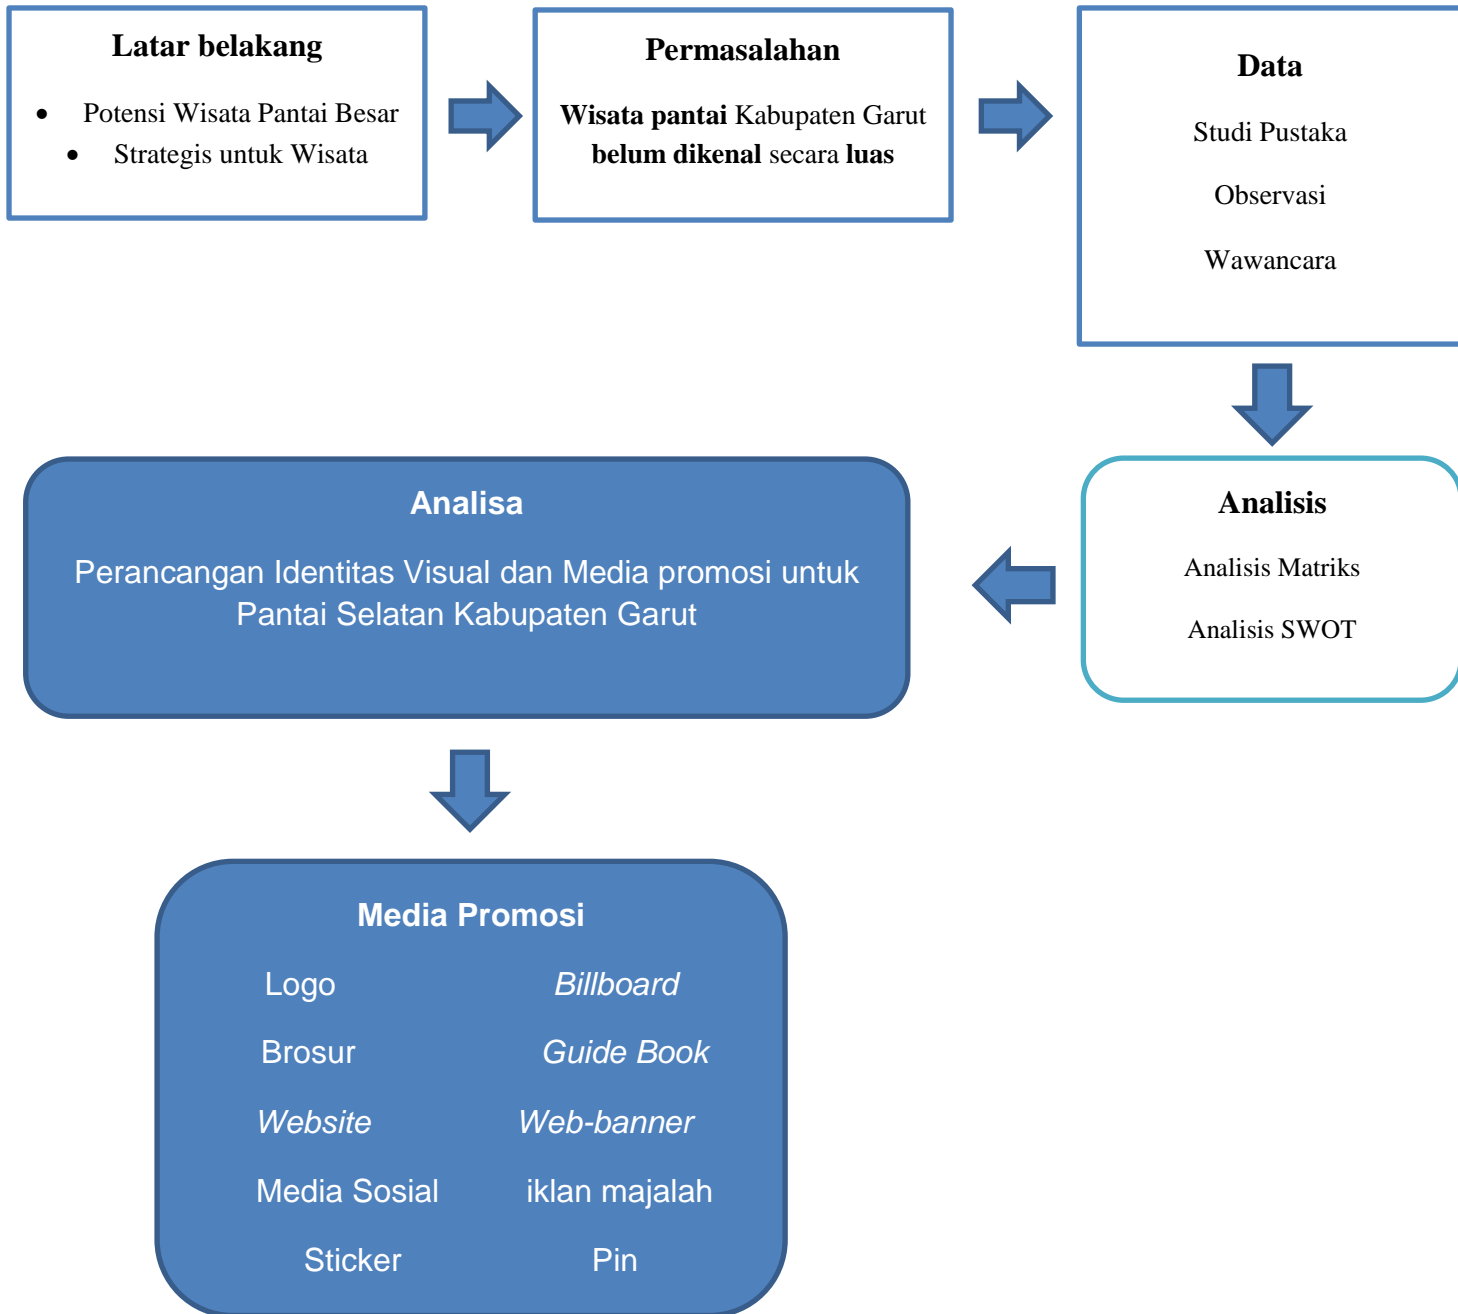 Latar belakang
• Potensi Wisata Pantai Besar
• Strategis untuk Wisata
Permasalahan
Wisata pantai Kabupaten Garut
belum dikenal secara luas
Data
Studi Pustaka
Observasi
Wawancara
Analisis
Analisis Matriks
Analisis SWOT
Analisa
Perancangan Identitas Visual dan Media promosi untuk
Pantai Selatan Kabupaten Garut
Media Promosi
Logo Billboard
Brosur Guide Book
Website Web-banner
Media Sosial iklan majalah
Sticker Pin